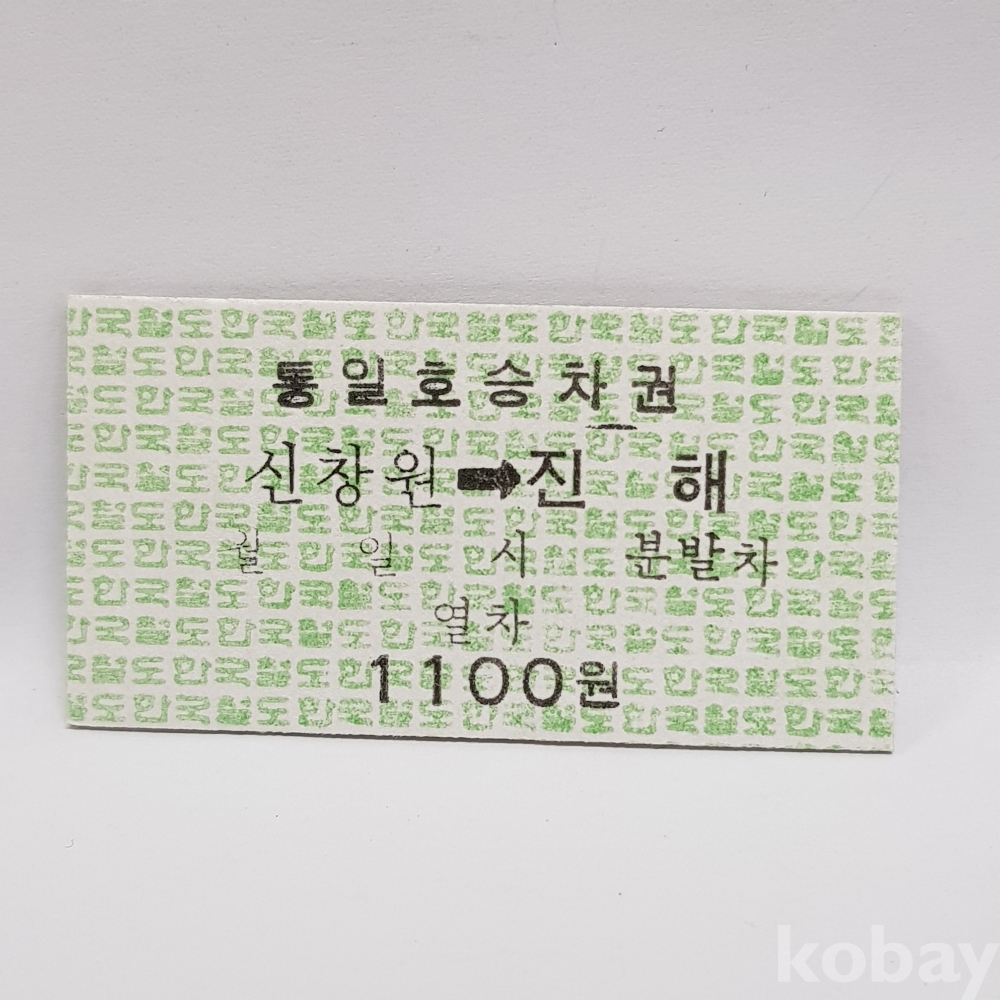 통일호승차권
신창원➡진 해
월 일 시 분발차
열차
1100원
kobay